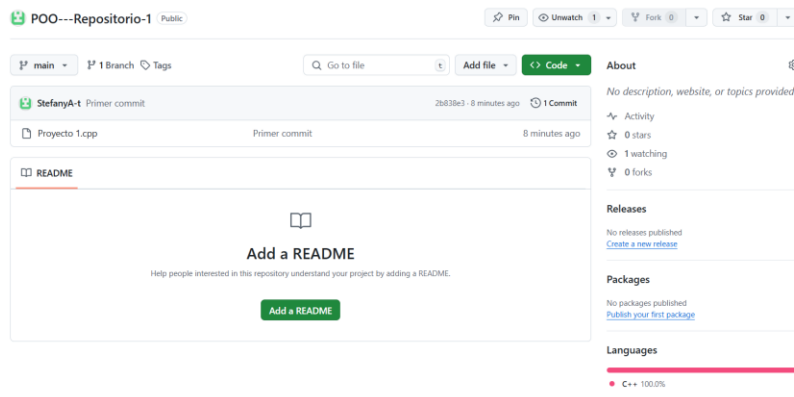 POO---Repositorio-1 Public Pin Unwatch 1 Fork 0 Star 0
main 1 Branch Tags Go to file t Add file Code
StefanyA-t Primer commit 2b838e3 · 8 minutes ago 1 Commit
Proyecto 1.cpp Primer commit 8 minutes ago
README
Add a README
Help people interested in this repository understand your project by adding a README.
Add a README
About
No description, website, or topics provided
Activity
0 stars
1 watching
0 forks
Releases
No releases published
Create a new release
Packages
No packages published
Publish your first package
Languages
C++ 100.0%